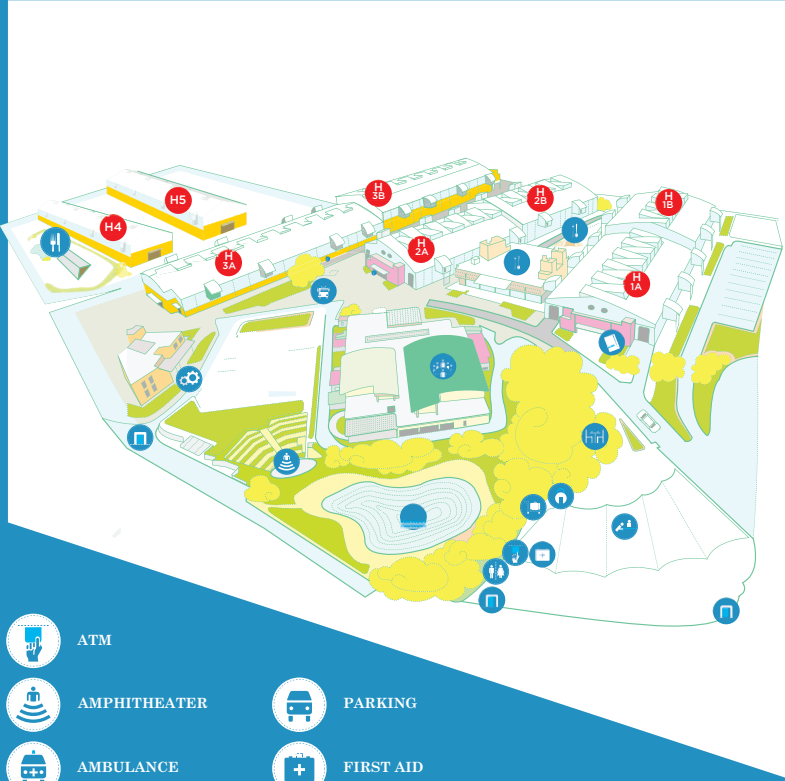 H5
H
3B
H
2B
H
1B
H4
H
2A
H
3A
H
1A
ATM
AMPHITHEATER
PARKING
AMBULANCE
FIRST AID